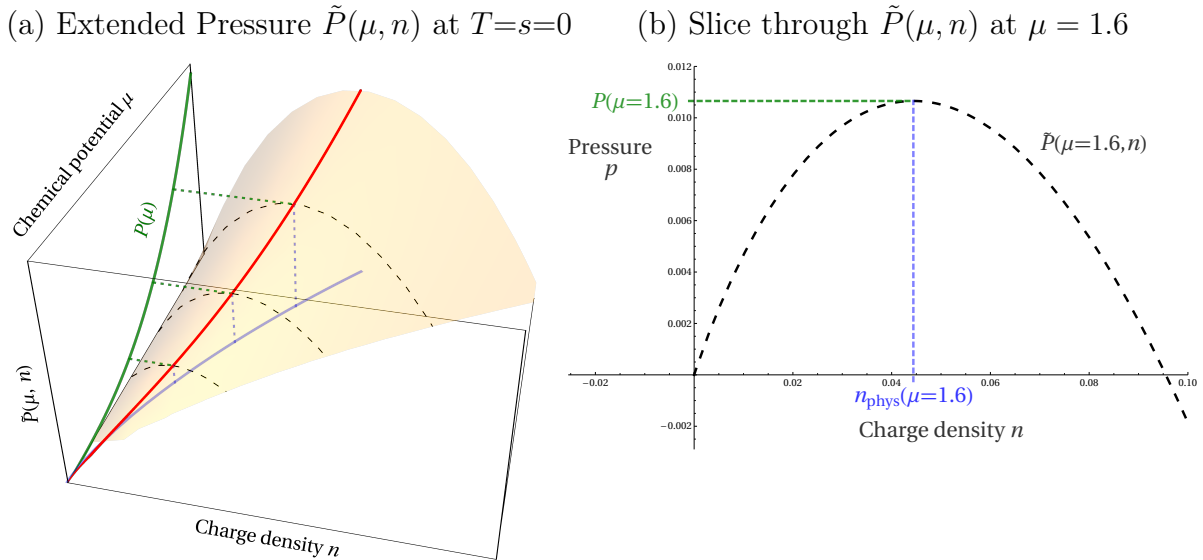 (a) Extended Pressure P̃(μ, n) at T=s=0
Chemical potential μ
P(μ)
P̃(μ, n)
Charge density n
(b) Slice through P̃(μ, n) at μ = 1.6
0.012
P(μ=1.6)
0.010
Pressure
p
P̃(μ=1.6,n)
0.008
0.006
0.004
0.002
-0.02
0.02
0.04
0.06
0.08
0.10
n_phys(μ=1.6)
Charge density n
-0.002